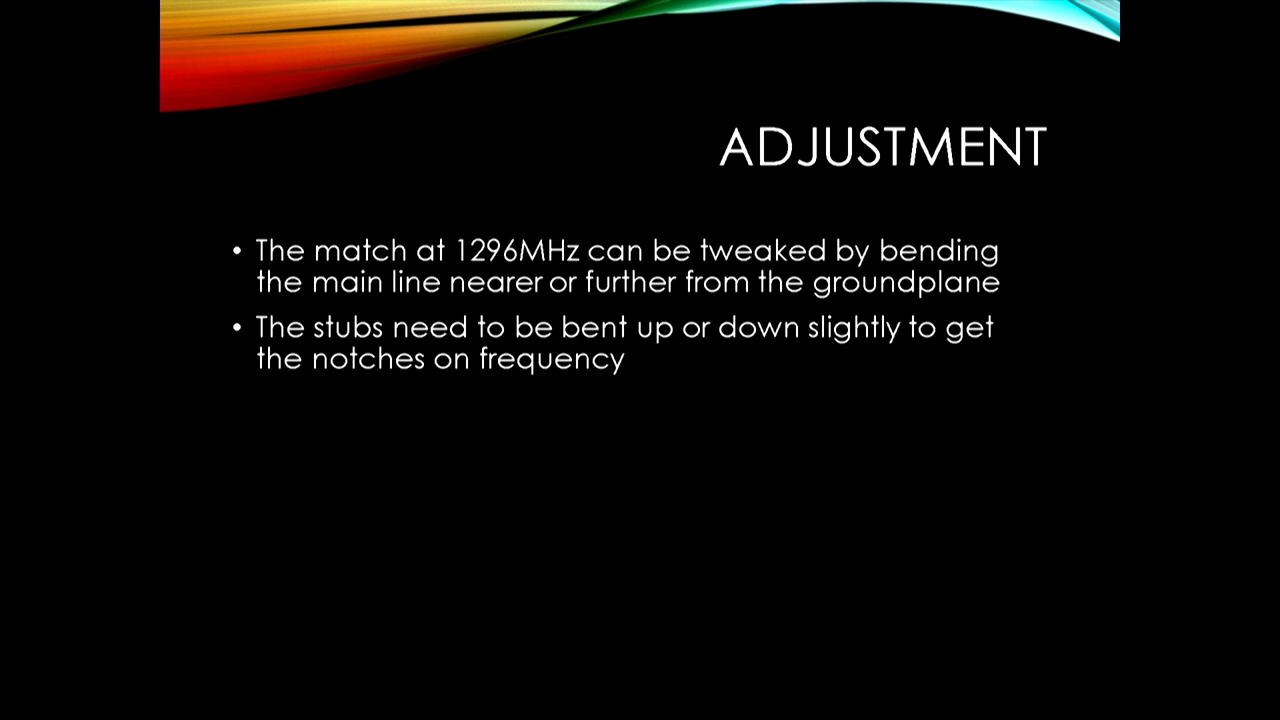 ADJUSTMENT
• The match at 1296MHz can be tweaked by bending
the main line nearer or further from the groundplane
• The stubs need to be bent up or down slightly to get
the notches on frequency